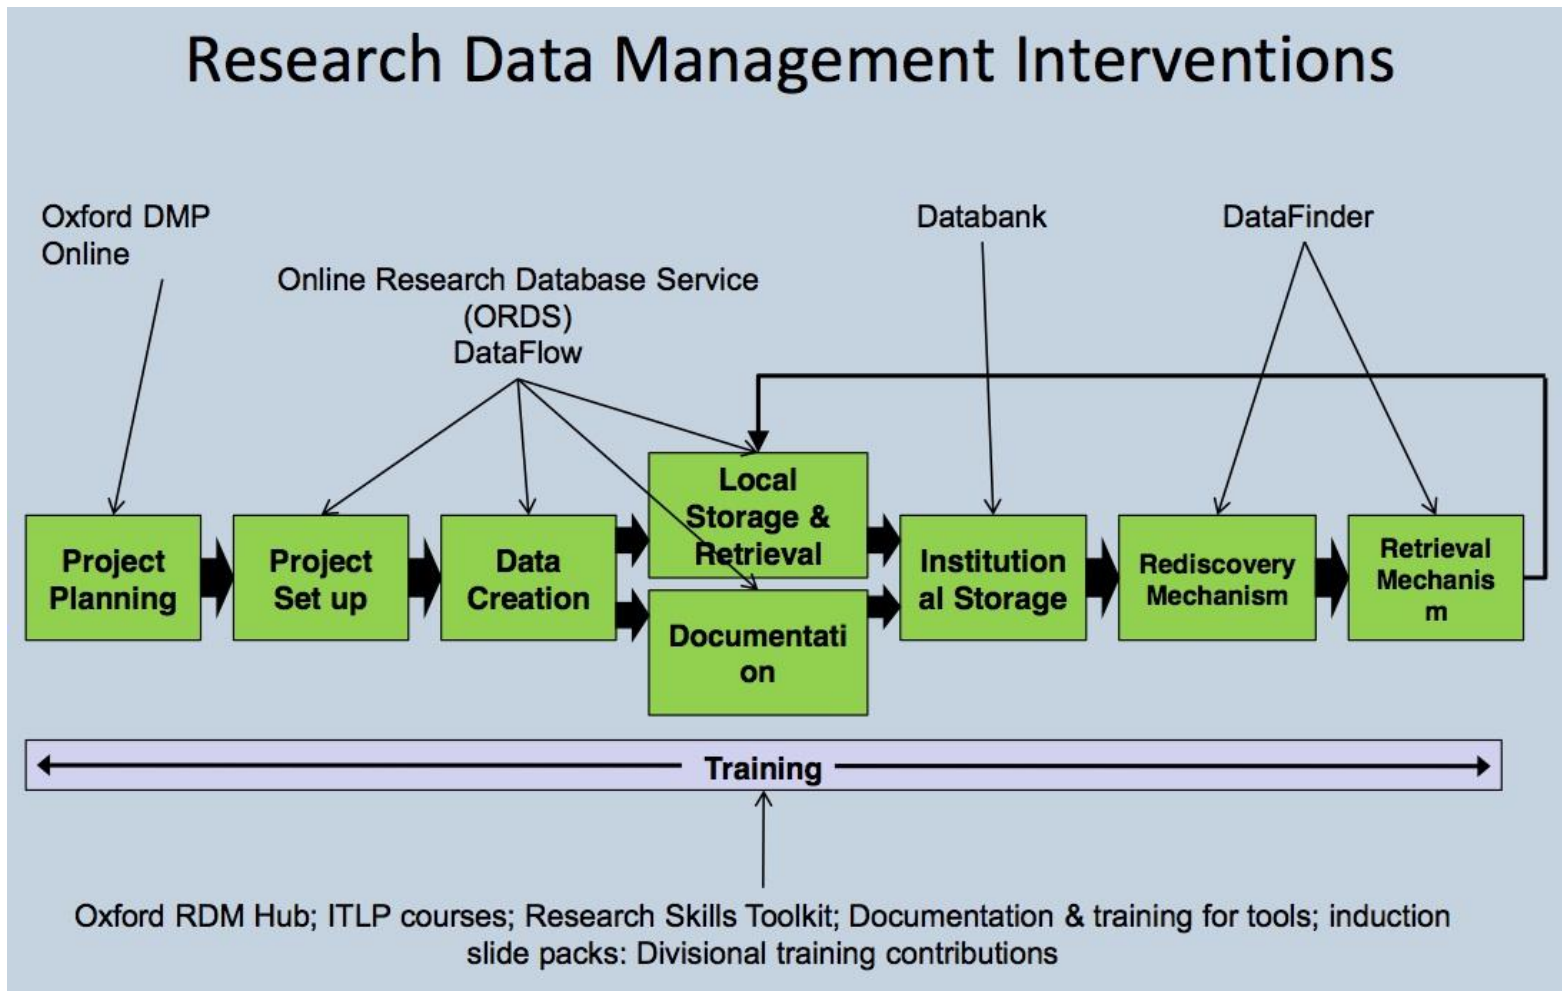 Research Data Management Interventions
Oxford DMP
Online
Online Research Database Service
(ORDS)
DataFlow
Databank
DataFinder
Project
Planning
Project
Set up
Data
Creation
Local
Storage &
Retrieval
Documentati
on
Institution
al Storage
Rediscovery
Mechanism
Retrieval
Mechanis
m
Training
Oxford RDM Hub; ITLP courses; Research Skills Toolkit; Documentation & training for tools; induction
slide packs: Divisional training contributions